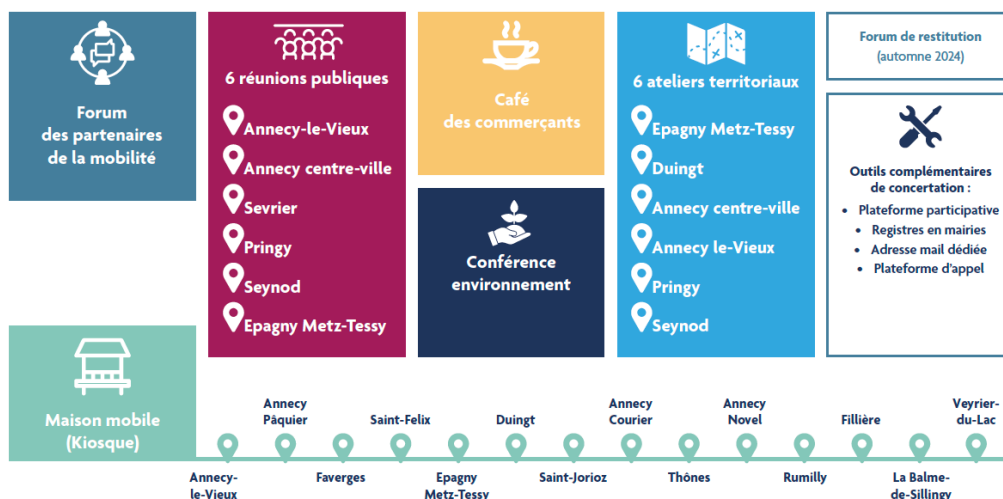 Forum
des partenaires
de la mobilité
6 réunions publiques
Annecy-le-Vieux
Annecy centre-ville
Sevrier
Pringy
Seynod
Epagny Metz-Tessy
Café
des commerçants
Conférence
environnement
6 ateliers territoriaux
Epagny Metz-Tessy
Duingt
Annecy centre-ville
Annecy le-Vieux
Pringy
Seynod
Forum de restitution
(automne 2024)
Outils complémentaires
de concertation :
• Plateforme participative
• Registres en mairies
• Adresse mail dédiée
• Plateforme d'appel
Maison mobile
(Kiosque)
Annecy-
le-Vieux
Annecy
Pâquier
Faverges
Saint-Felix
Epagny
Metz-Tessy
Duingt
Saint-Jorioz
Annecy
Courier
Thônes
Annecy
Novel
Rumilly
Fillière
La Balme-
de-Sillingy
Veyrier-
du-Lac